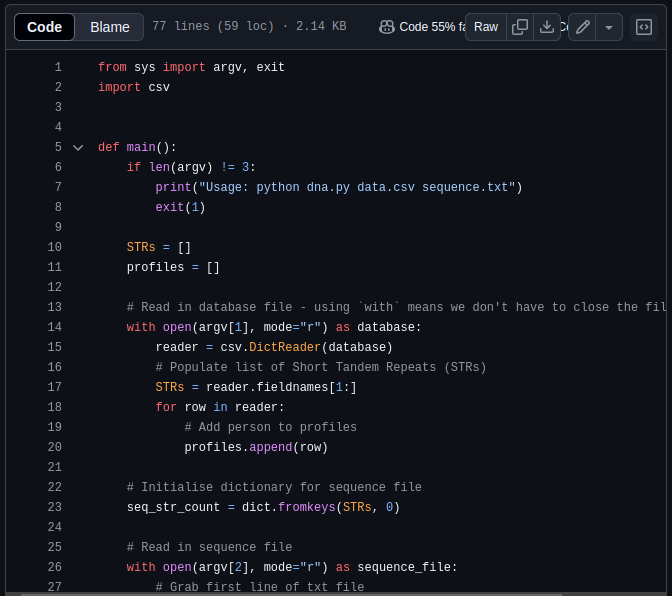 Code Blame 77 lines (59 loc) · 2.14 KB Code 55% fa Raw
1 from sys import argv, exit
2 import csv
3
4
5 def main():
6     if len(argv) != 3:
7         print("Usage: python dna.py data.csv sequence.txt")
8         exit(1)
9
10     STRs = []
11     profiles = []
12
13     # Read in database file - using `with` means we don't have to close the fil
14     with open(argv[1], mode="r") as database:
15         reader = csv.DictReader(database)
16         # Populate list of Short Tandem Repeats (STRs)
17         STRs = reader.fieldnames[1:]
18         for row in reader:
19             # Add person to profiles
20             profiles.append(row)
21
22     # Initialise dictionary for sequence file
23     seq_str_count = dict.fromkeys(STRs, 0)
24
25     # Read in sequence file
26     with open(argv[2], mode="r") as sequence_file:
27         # Grab first line of txt file